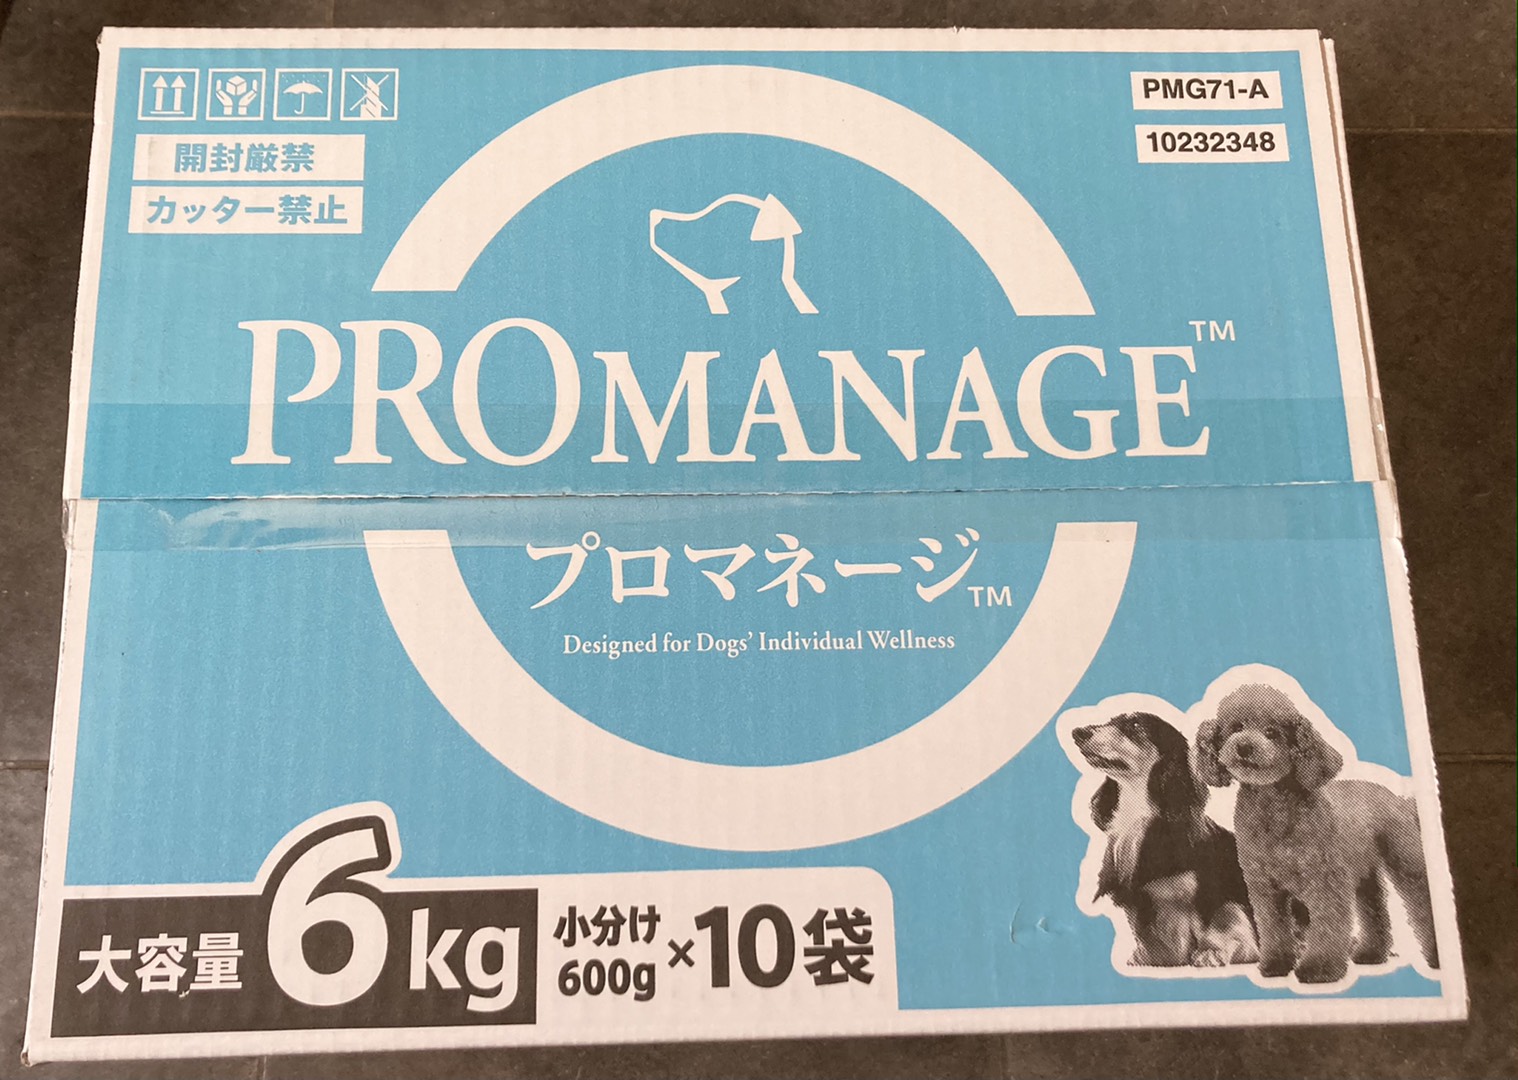 開封厳禁
カッター禁止
PMG71-A
10232348
PROMANAGE™
プロマネージ™
Designed for Dogs' Individual Wellness
大容量 6kg
小分け
600g
×10袋